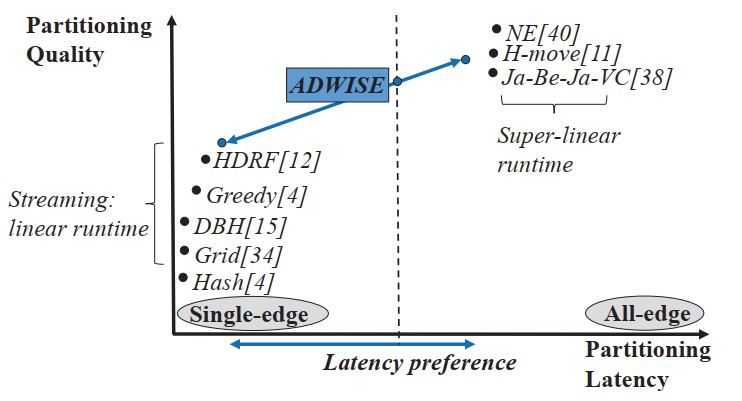 Partitioning
Quality
NE[40]
H-move[11]
Ja-Be-Ja-VC[38]
ADWISE
Super-linear
runtime
HDRF[12]
Greedy[4]
Streaming:
linear runtime
DBH[15]
Grid[34]
Hash[4]
Single-edge
All-edge
Latency preference
Partitioning
Latency